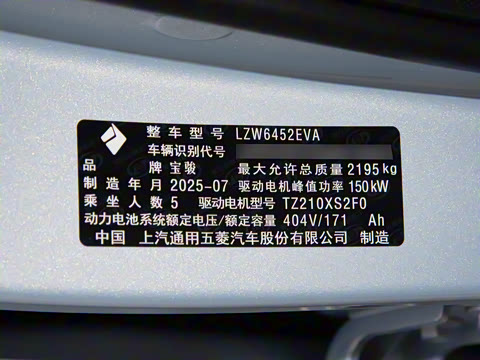 整车型号 LZW6452EVA
车辆识别代号
品牌 宝骏 最大允许总质量 2195kg
制造年月 2025-07 驱动电机峰值功率 150kW
乘坐人数 5 驱动电机型号 TZ210XS2F0
动力电池系统额定电压/额定容量 404V/171 Ah
中国 上汽通用五菱汽车股份有限公司 制造